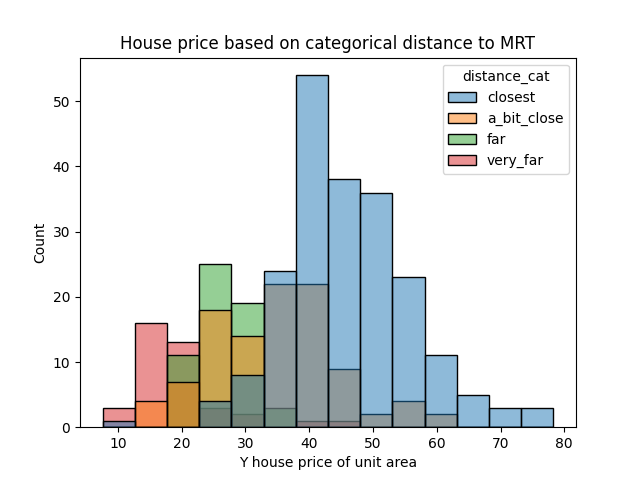 House price based on categorical distance to MRT
distance_cat
closest
a_bit_close
far
very_far
50
40
30
20
10
0
Count
10 20 30 40 50 60 70 80
Y house price of unit area